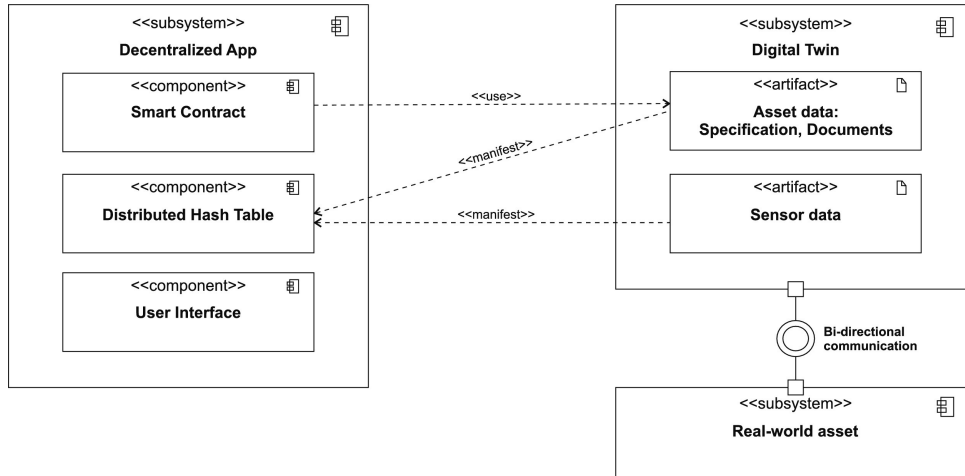 <<subsystem>>
Decentralized App
<<component>>
Smart Contract
<<component>>
Distributed Hash Table
<<component>>
User Interface
<<use>>
<<manifest>>
<<manifest>>
<<subsystem>>
Digital Twin
<<artifact>>
Asset data:
Specification, Documents
<<artifact>>
Sensor data
Bi-directional
communication
<<subsystem>>
Real-world asset